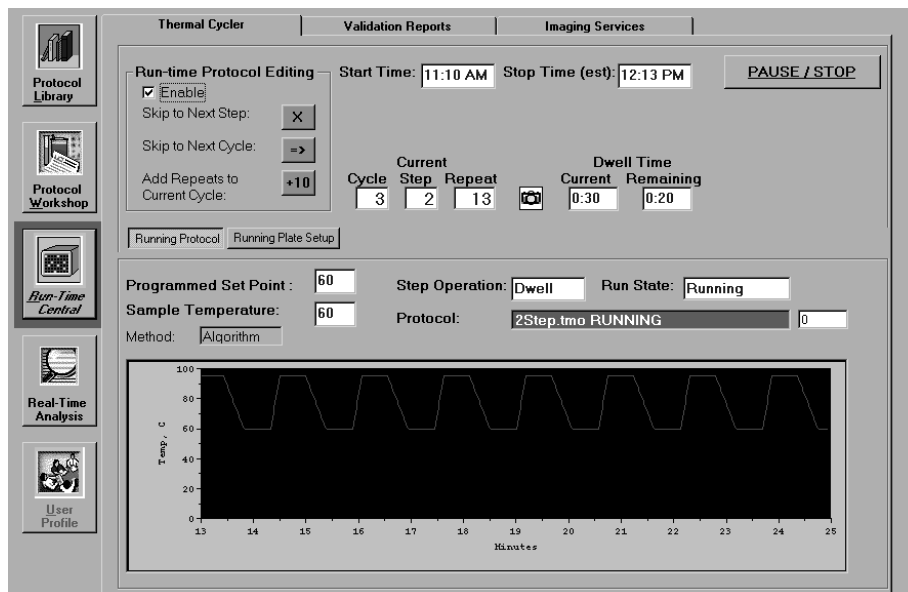 Thermal Cycler
Validation Reports
Imaging Services
Protocol
Library
Protocol
Workshop
Run-Time
Central
Real-Time
Analysis
User
Profile
Run-time Protocol Editing
Enable
Skip to Next Step:
X
Skip to Next Cycle:
=>
Add Repeats to
Current Cycle:
+10
Start Time: 11:10 AM
Stop Time (est): 12:13 PM
PAUSE / STOP
Current
Cycle Step Repeat
3 2 13
Dwell Time
Current Remaining
0:30 0:20
Running Protocol
Running Plate Setup
Programmed Set Point : 60
Step Operation: Dwell
Run State: Running
Sample Temperature: 60
Protocol: 2Step.tmo RUNNING 0
Method: Algorithm
Temp, C
100
80
60
40
20
0
13 14 15 16 17 18 19 20 21 22 23 24 25
Minutes